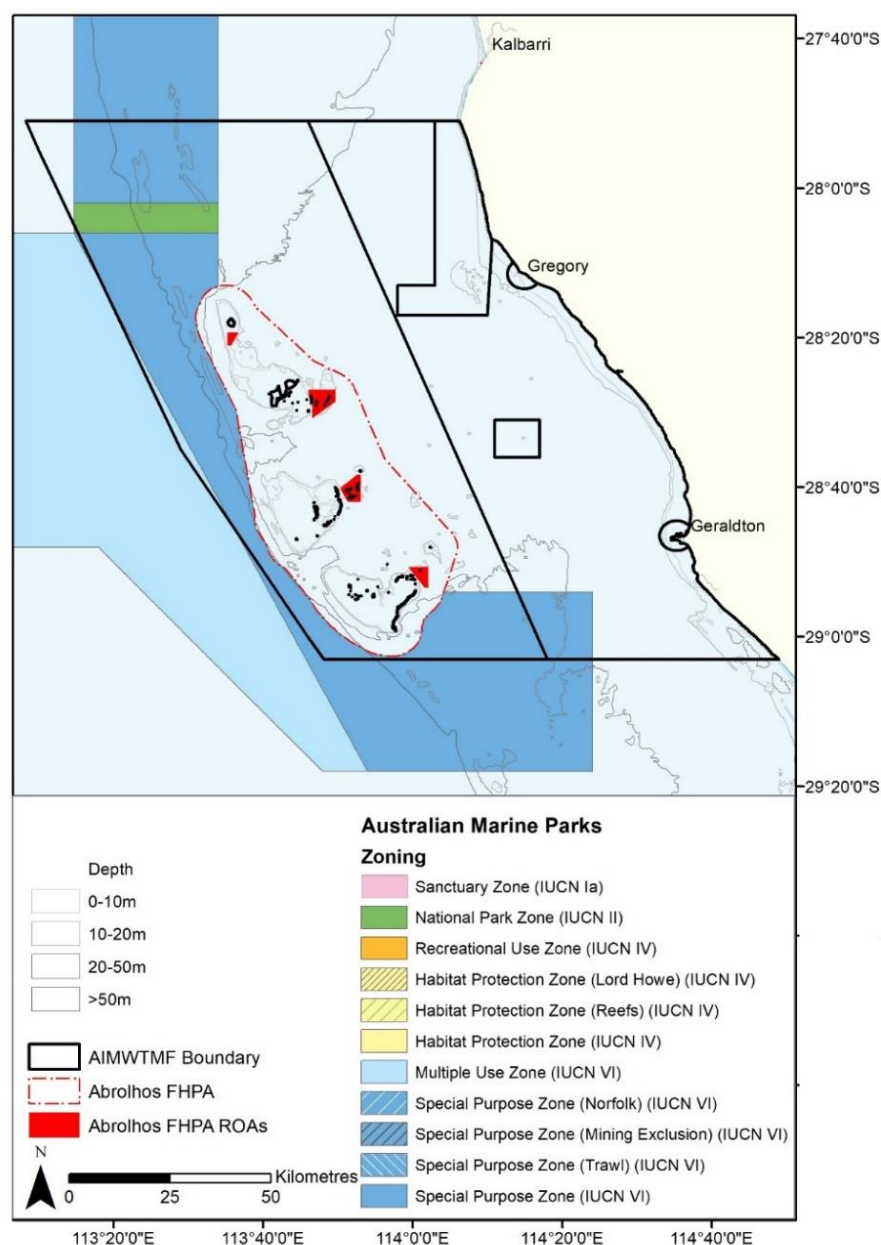 Kalbarri
27°40'0"S
28°0'0"S
Gregory
28°20'0"S
28°40'0"S
Geraldton
29°0'0"S
29°20'0"S
Depth
0-10m
10-20m
20-50m
>50m
AIMWTMF Boundary
Abrolhos FHPA
Abrolhos FHPA ROAs
N
Kilometres
0 25 50
Australian Marine Parks
Zoning
Sanctuary Zone (IUCN Ia)
National Park Zone (IUCN II)
Recreational Use Zone (IUCN IV)
Habitat Protection Zone (Lord Howe) (IUCN IV)
Habitat Protection Zone (Reefs) (IUCN IV)
Habitat Protection Zone (IUCN IV)
Multiple Use Zone (IUCN VI)
Special Purpose Zone (Norfolk) (IUCN VI)
Special Purpose Zone (Mining Exclusion) (IUCN VI)
Special Purpose Zone (Trawl) (IUCN VI)
Special Purpose Zone (IUCN VI)
113°20'0"E 113°40'0"E 114°0'0"E 114°20'0"E 114°40'0"E